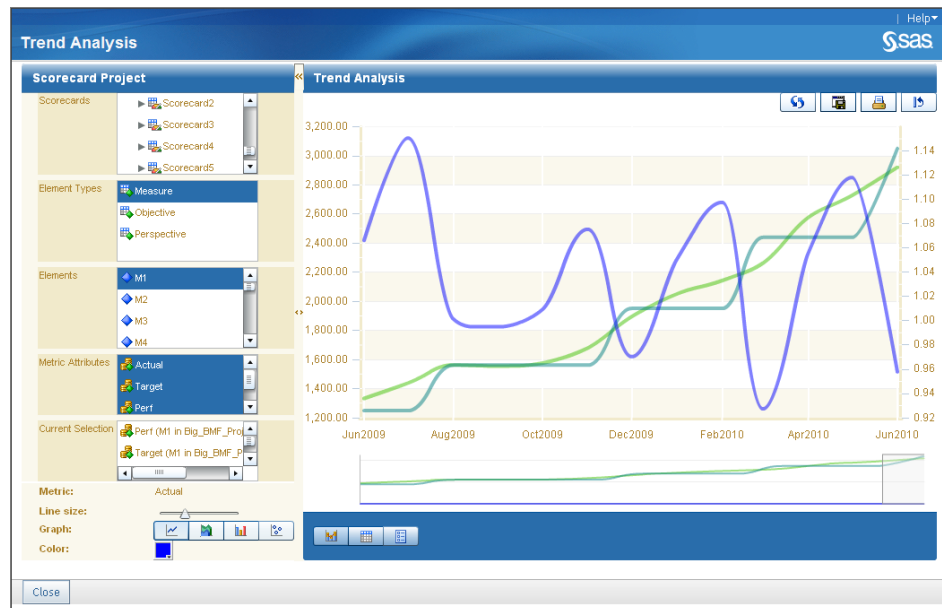 Help
Trend Analysis
sas
Scorecard Project
Scorecards
Scorecard2
Scorecard3
Scorecard4
Scorecard5
Element Types
Measure
Objective
Perspective
Elements
M1
M2
M3
M4
Metric Attributes
Actual
Target
Perf
Current Selection
Perf (M1 in Big_BMF_Proj
Target (M1 in Big_BMF_P
Metric: Actual
Line size:
Graph:
Color:
Trend Analysis
3,200.00
3,000.00
2,800.00
2,600.00
2,400.00
2,200.00
2,000.00
1,800.00
1,600.00
1,400.00
1,200.00
1.14
1.12
1.10
1.08
1.06
1.04
1.02
1.00
0.98
0.96
0.94
0.92
Jun2009 Aug2009 Oct2009 Dec2009 Feb2010 Apr2010 Jun2010
Close